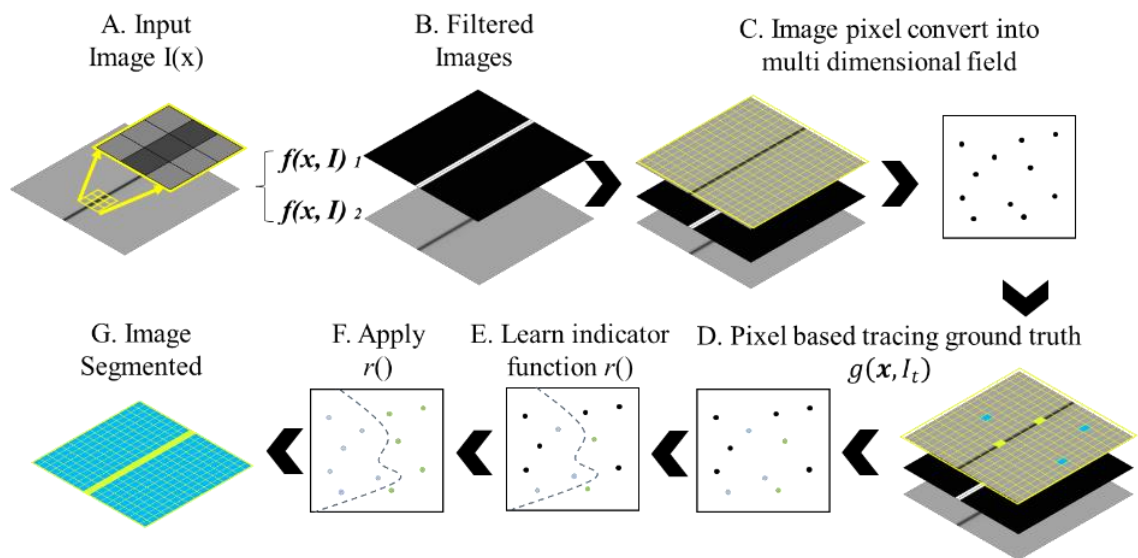 A. Input
Image I(x)
B. Filtered
Images
C. Image pixel convert into
multi dimensional field
f(x, I) 1
f(x, I) 2
D. Pixel based tracing ground truth
g(x, Iₜ)
E. Learn indicator
function r()
F. Apply
r()
G. Image
Segmented